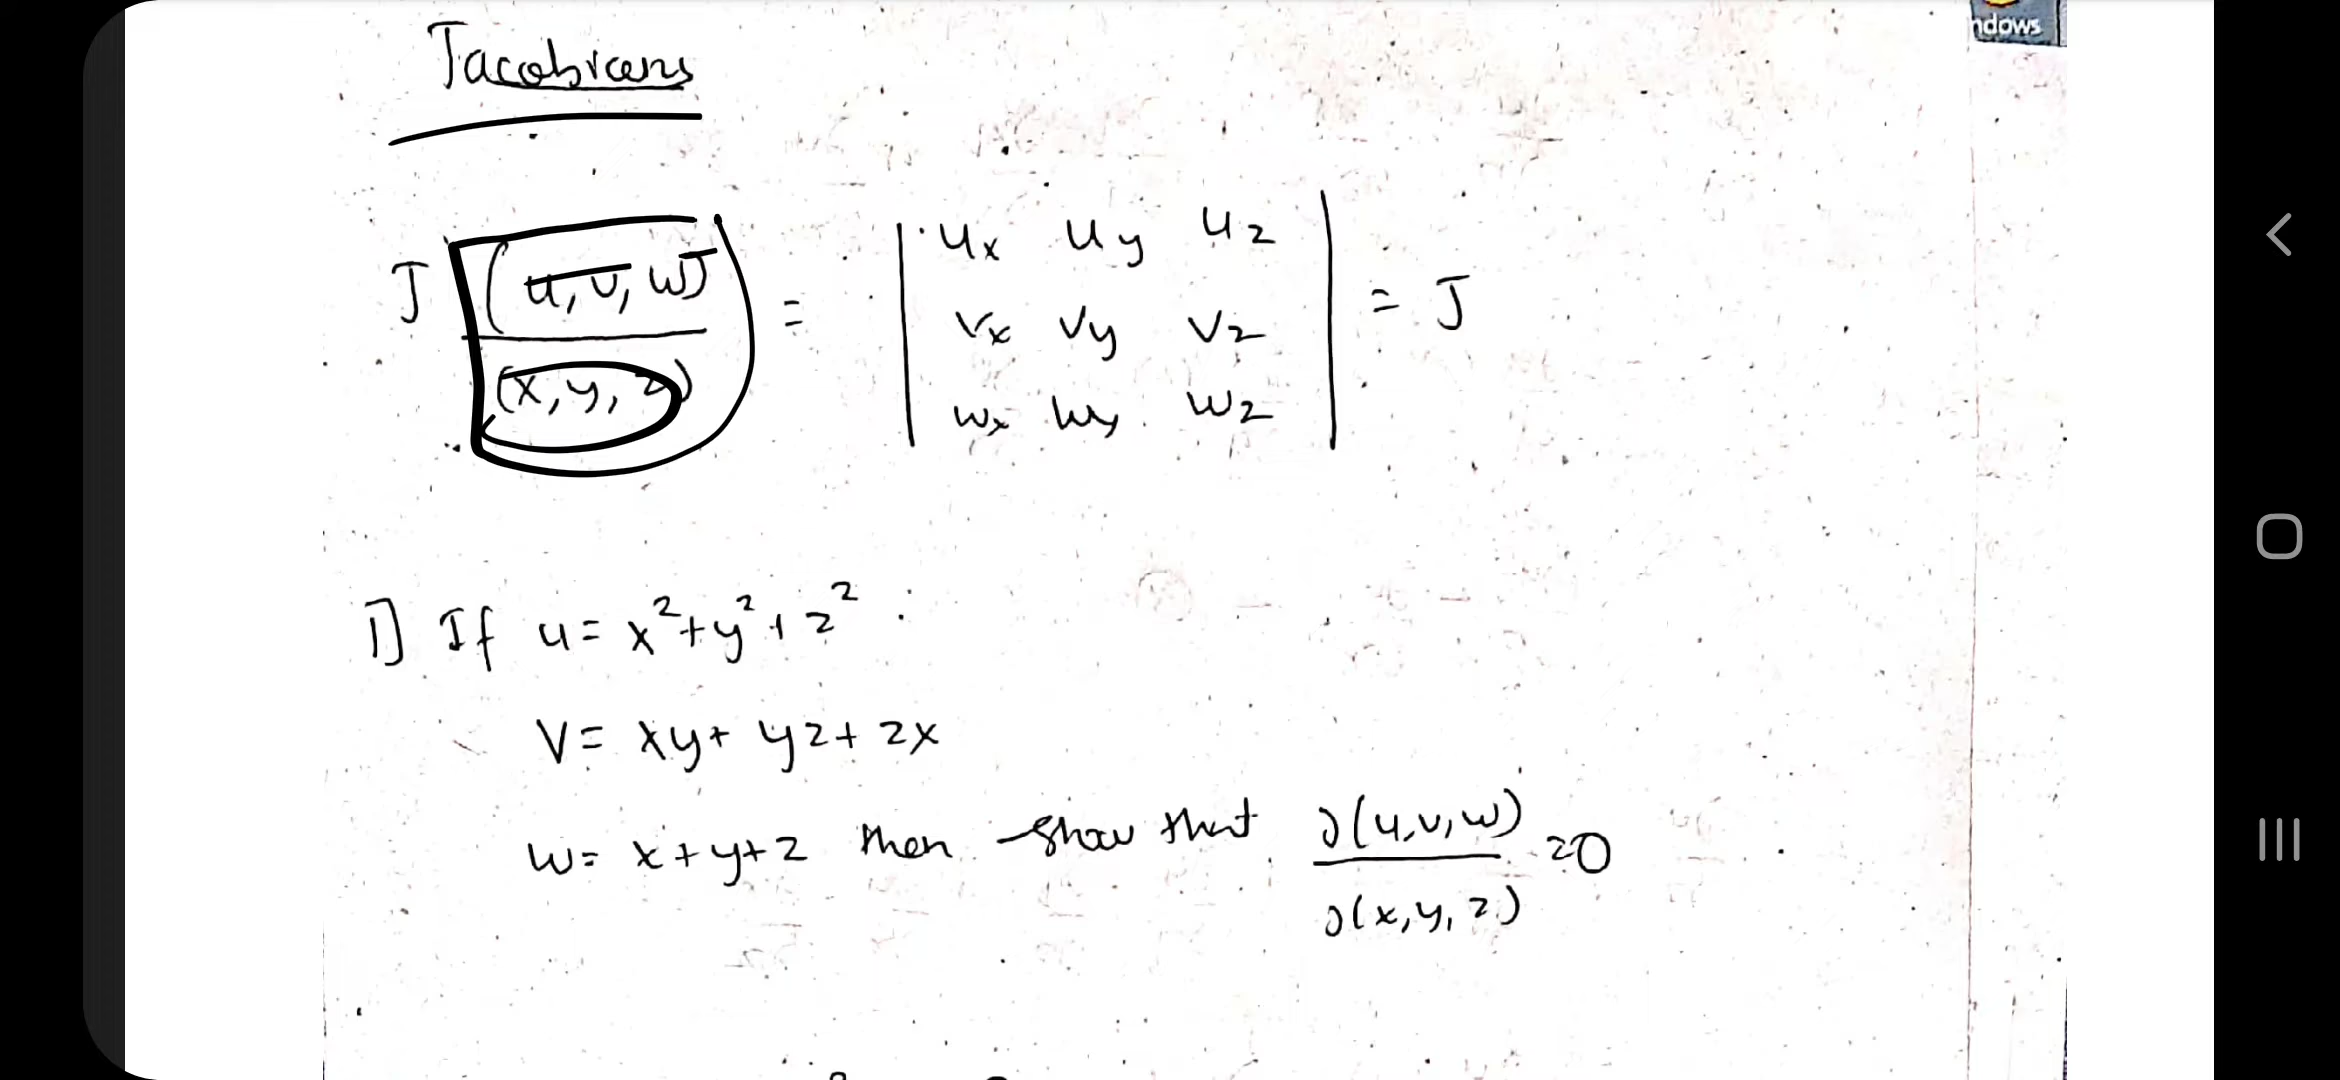 ndows
Jacobians
J (u, v, w) / (x, y, z) = | ux uy uz | = J
| vx vy vz |
| wx wy wz |
1] If u = x² + y² + z²
v = xy + yz + zx
w = x + y + z then show that ∂(u,v,w) / ∂(x,y,z) = 0